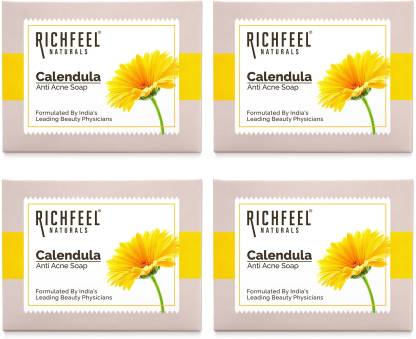 RICHFEEL®
NATURALS
Calendula
Anti Acne Soap
Formulated By India's
Leading Beauty Physicians
RICHFEEL®
NATURALS
Calendula
Anti Acne Soap
Formulated By India's
Leading Beauty Physicians
RICHFEEL®
NATURALS
Calendula
Anti Acne Soap
Formulated By India's
Leading Beauty Physicians
RICHFEEL®
NATURALS
Calendula
Anti Acne Soap
Formulated By India's
Leading Beauty Physicians